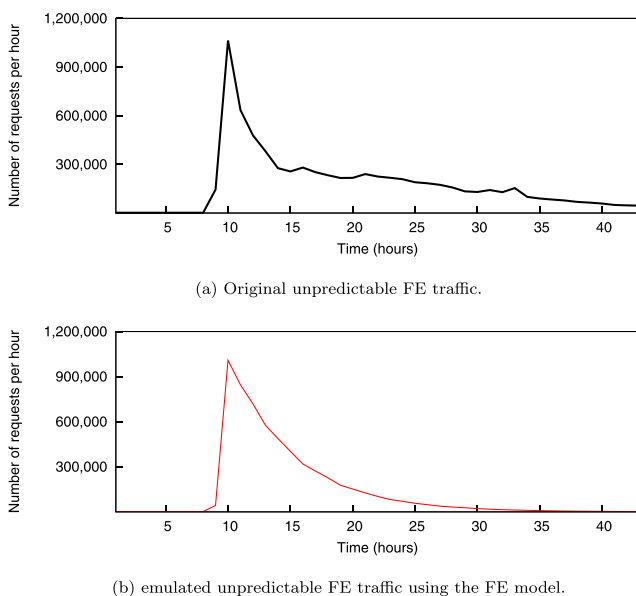 1,200,000
900,000
600,000
300,000
Number of requests per hour
5 10 15 20 25 30 35 40
Time (hours)
(a) Original unpredictable FE traffic.
1,200,000
900,000
600,000
300,000
Number of requests per hour
5 10 15 20 25 30 35 40
Time (hours)
(b) emulated unpredictable FE traffic using the FE model.